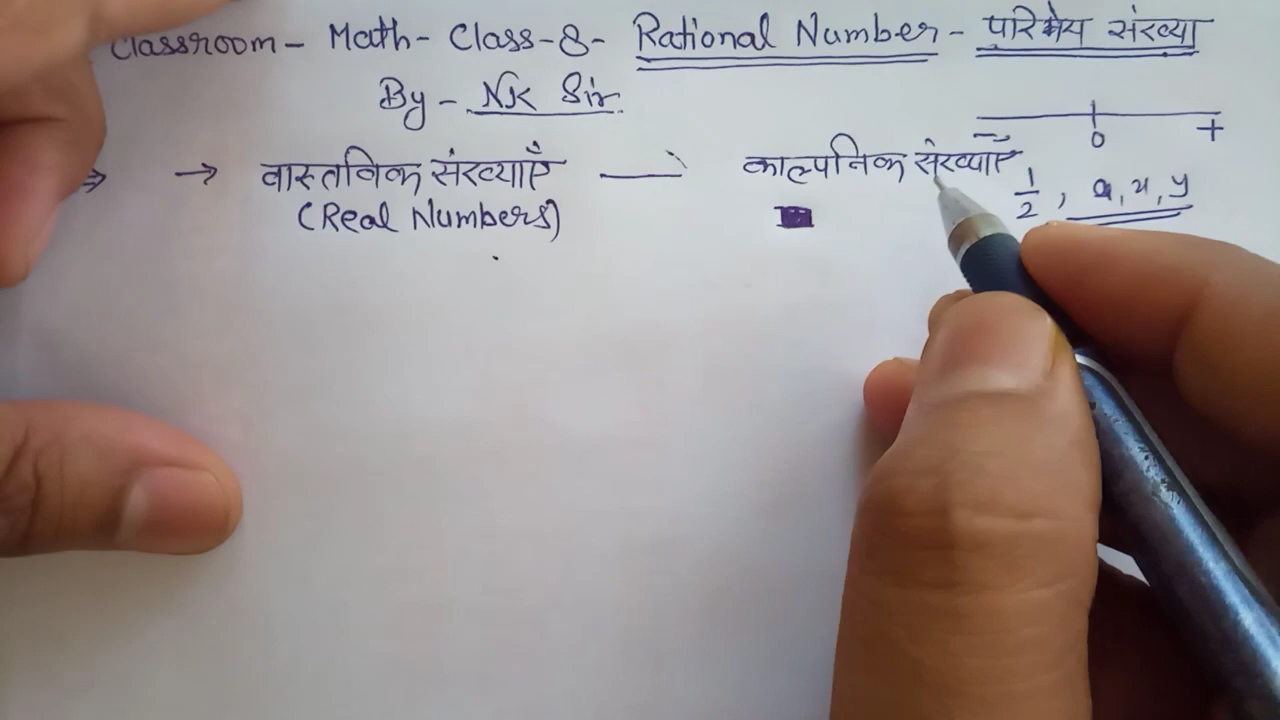 Classroom - Math - Class - 8 - Rational Number - परिमेय संख्या
By - NK Sir
- 0 +
⇒ → वास्तविक संख्याएँ — काल्पनिक संख्याएँ
(Real Numbers)
1/2, a, x, y